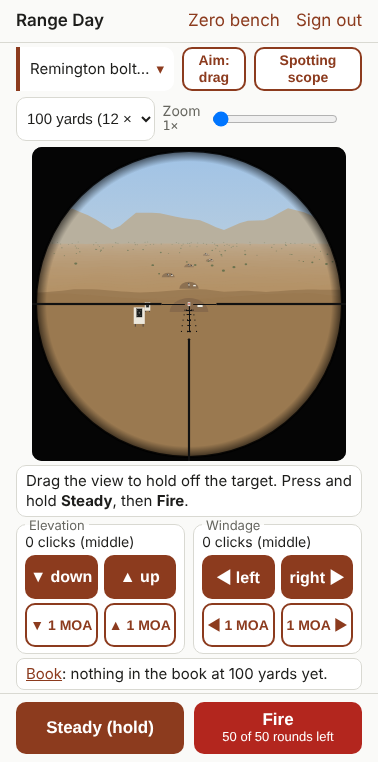 Range Day Zero bench Sign out
Remington bolt... ▼ Aim: drag Spotting scope
100 yards (12 × Zoom 1×
Drag the view to hold off the target. Press and
hold Steady, then Fire.
Elevation Windage
0 clicks (middle) 0 clicks (middle)
▼ down ▲ up ◀ left right ▶
▼ 1 MOA ▲ 1 MOA ◀ 1 MOA 1 MOA ▶
Book: nothing in the book at 100 yards yet.
Steady (hold) Fire
50 of 50 rounds left